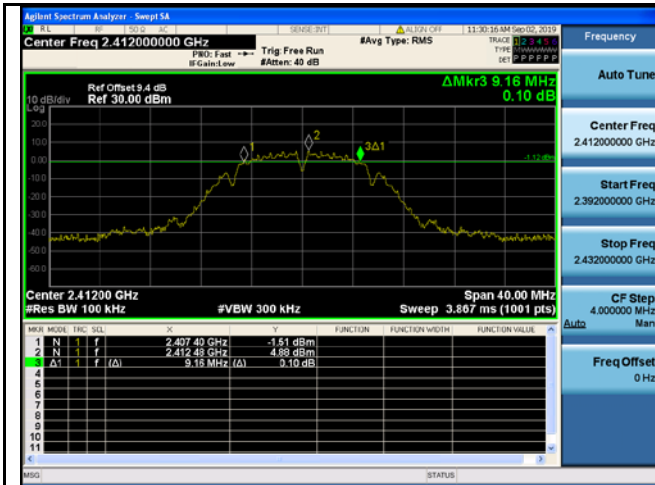 Agilent Spectrum Analyzer - Swept SA
RL RF 50 Ω AC SENSE:INT ALIGN OFF 11:30:16 AM Sep 02, 2019
Center Freq 2.412000000 GHz
PNO: Fast
IFGain:Low
Trig: Free Run
#Atten: 40 dB
#Avg Type: RMS
TRACE 1 2 3 4 5 6
TYPE
DET P P P P P P
Ref Offset 9.4 dB
10 dB/div Ref 30.00 dBm
Log
ΔMkr3 9.16 MHz
0.10 dB
20.0
10.0
0.00
-10.0
-20.0
-30.0
-40.0
-50.0
-60.0
1
2
3Δ1
-1.12 dBm
Center 2.41200 GHz Span 40.00 MHz
#Res BW 100 kHz #VBW 300 kHz Sweep 3.867 ms (1001 pts)
MKR MODE TRC SCL X Y FUNCTION FUNCTION WIDTH FUNCTION VALUE
1 N 1 f 2.407 40 GHz -1.51 dBm
2 N 1 f 2.412 48 GHz 4.88 dBm
3 Δ1 1 f (Δ) 9.16 MHz (Δ) 0.10 dB
4
5
6
7
8
9
10
11
MSG STATUS
Frequency
Auto Tune
Center Freq
2.412000000 GHz
Start Freq
2.392000000 GHz
Stop Freq
2.432000000 GHz
CF Step
4.000000 MHz
Auto Man
Freq Offset
0 Hz